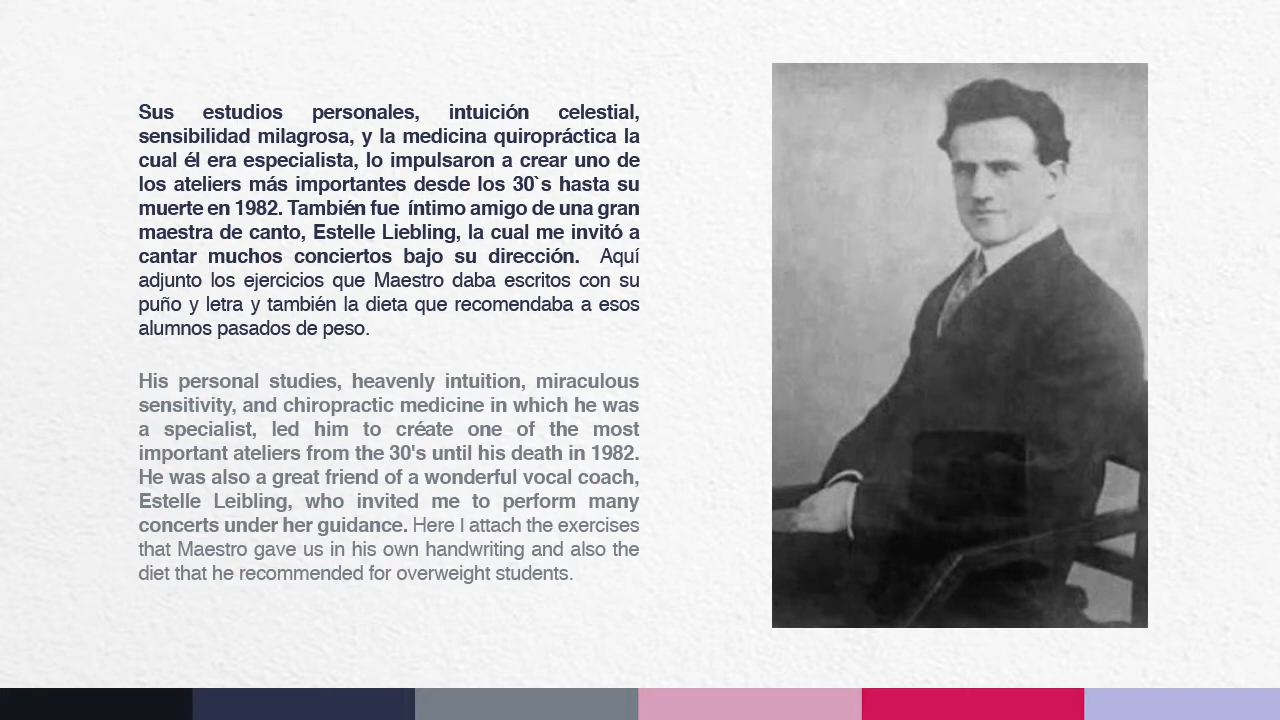 Sus estudios personales, intuición celestial,
sensibilidad milagrosa, y la medicina quiropráctica la
cual él era especialista, lo impulsaron a crear uno de
los ateliers más importantes desde los 30`s hasta su
muerte en 1982. También fue íntimo amigo de una gran
maestra de canto, Estelle Liebling, la cual me invitó a
cantar muchos conciertos bajo su dirección. Aquí
adjunto los ejercicios que Maestro daba escritos con su
puño y letra y también la dieta que recomendaba a esos
alumnos pasados de peso.
His personal studies, heavenly intuition, miraculous
sensitivity, and chiropractic medicine in which he was
a specialist, led him to créate one of the most
important ateliers from the 30's until his death in 1982.
He was also a great friend of a wonderful vocal coach,
Estelle Leibling, who invited me to perform many
concerts under her guidance. Here I attach the exercises
that Maestro gave us in his own handwriting and also the
diet that he recommended for overweight students.